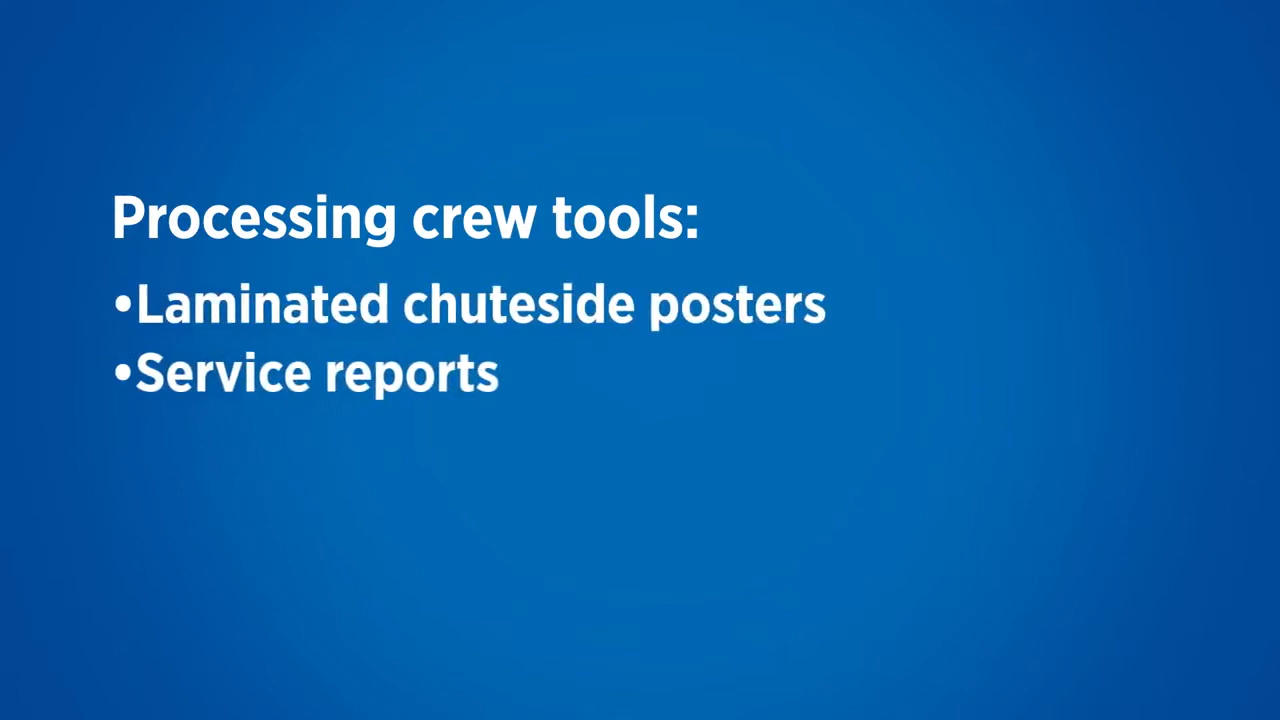 Processing crew tools:
•Laminated chuteside posters
•Service reports